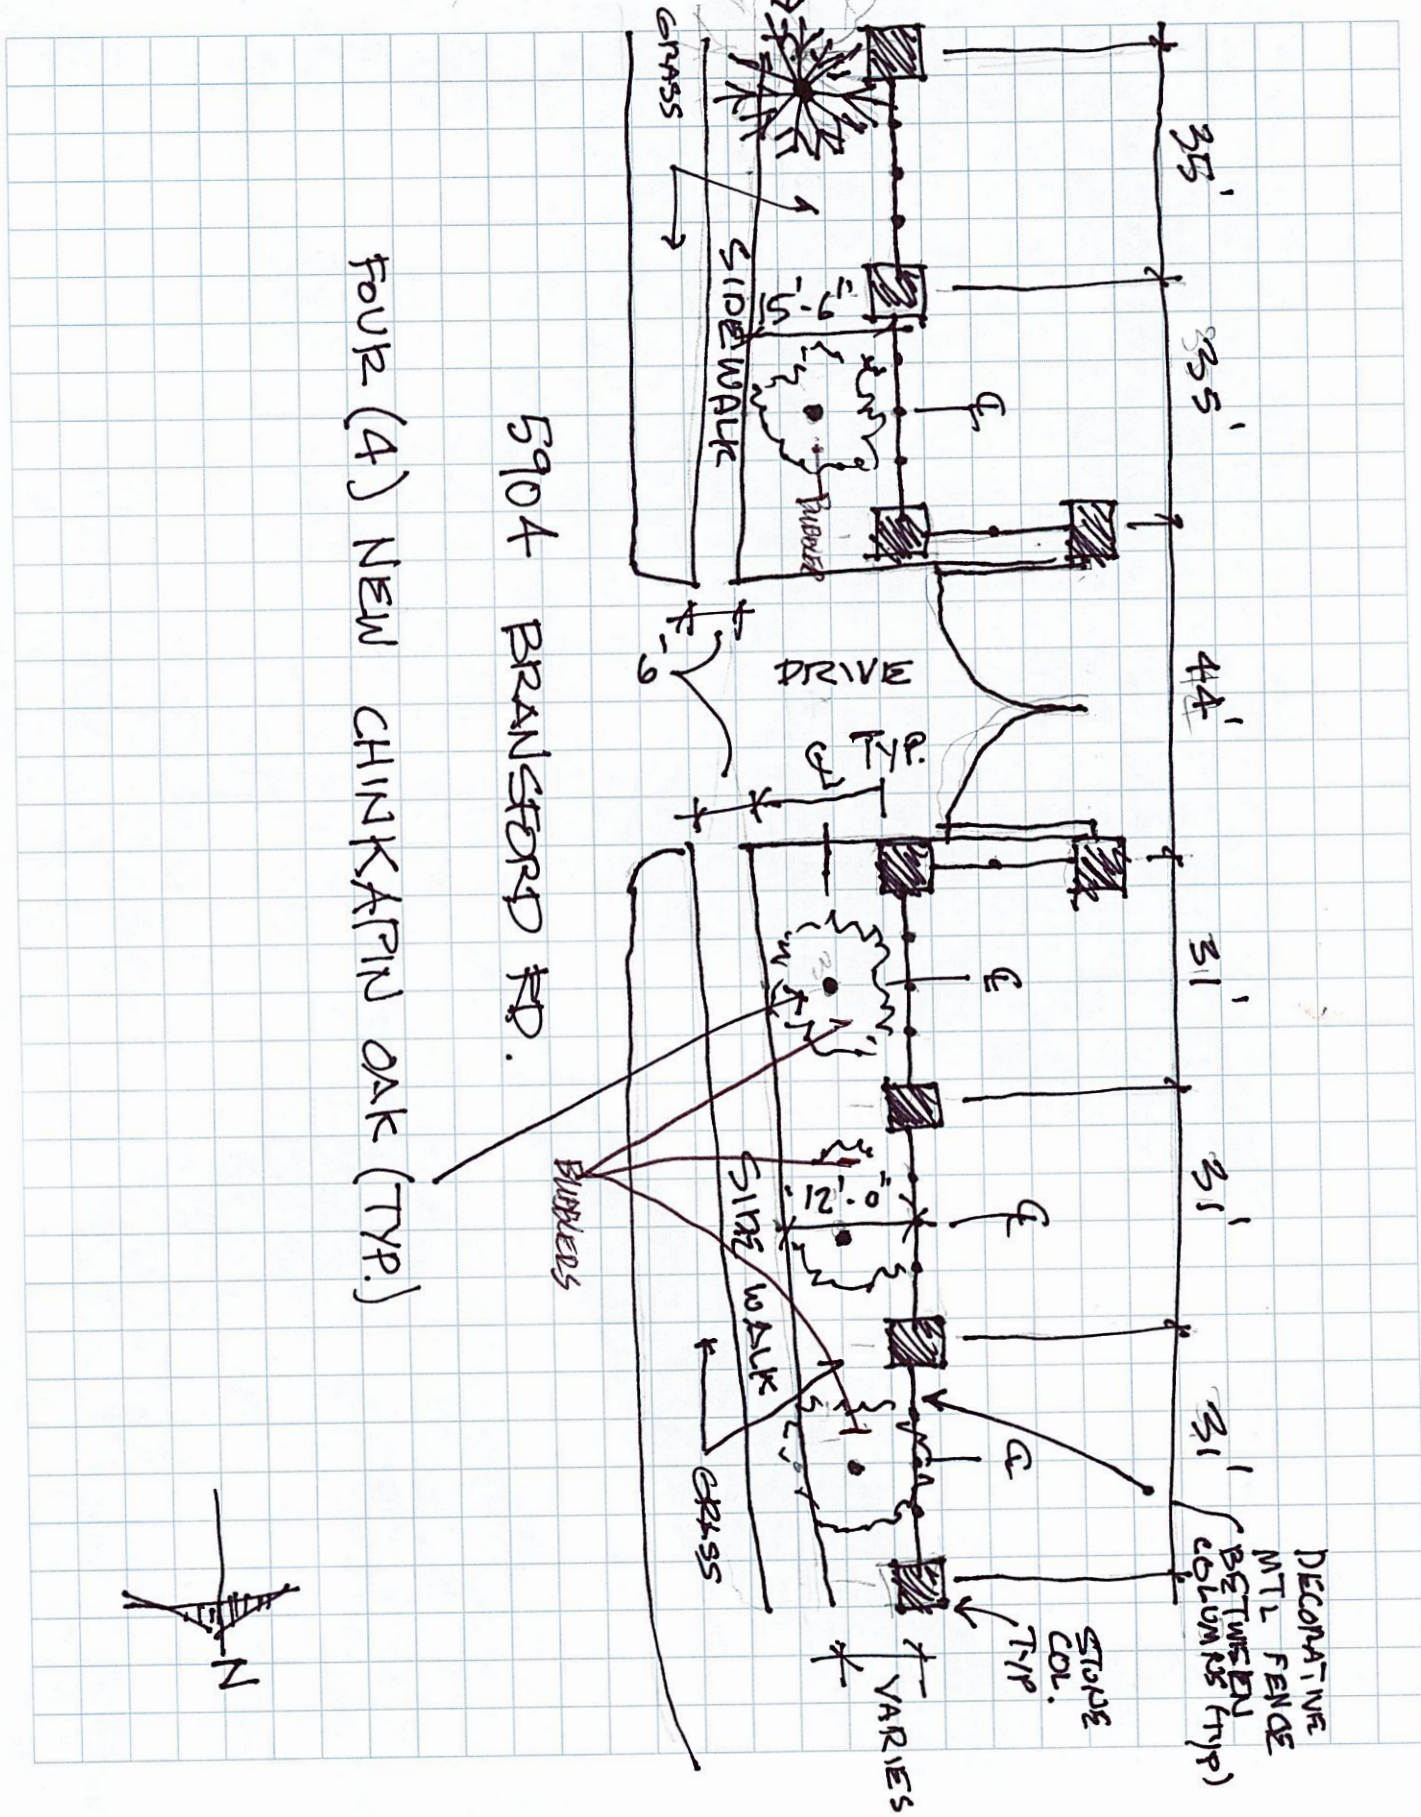 35'
35'
44'
31'
31'
31'
DECORATIVE
MTL FENCE
BETWEEN
COLUMNS (TYP)
STONE
COL.
TYP
VARIES
℄
℄
℄
℄
GRASS
SIDEWALK
15'-6"
BUBBLER
DRIVE
6'
℄ TYP.
12'-0"
SIDE WALK
GRASS
BUBBLERS
5904 BRANSFORD RD.
FOUR (4) NEW CHINKAPIN OAK (TYP.)
N